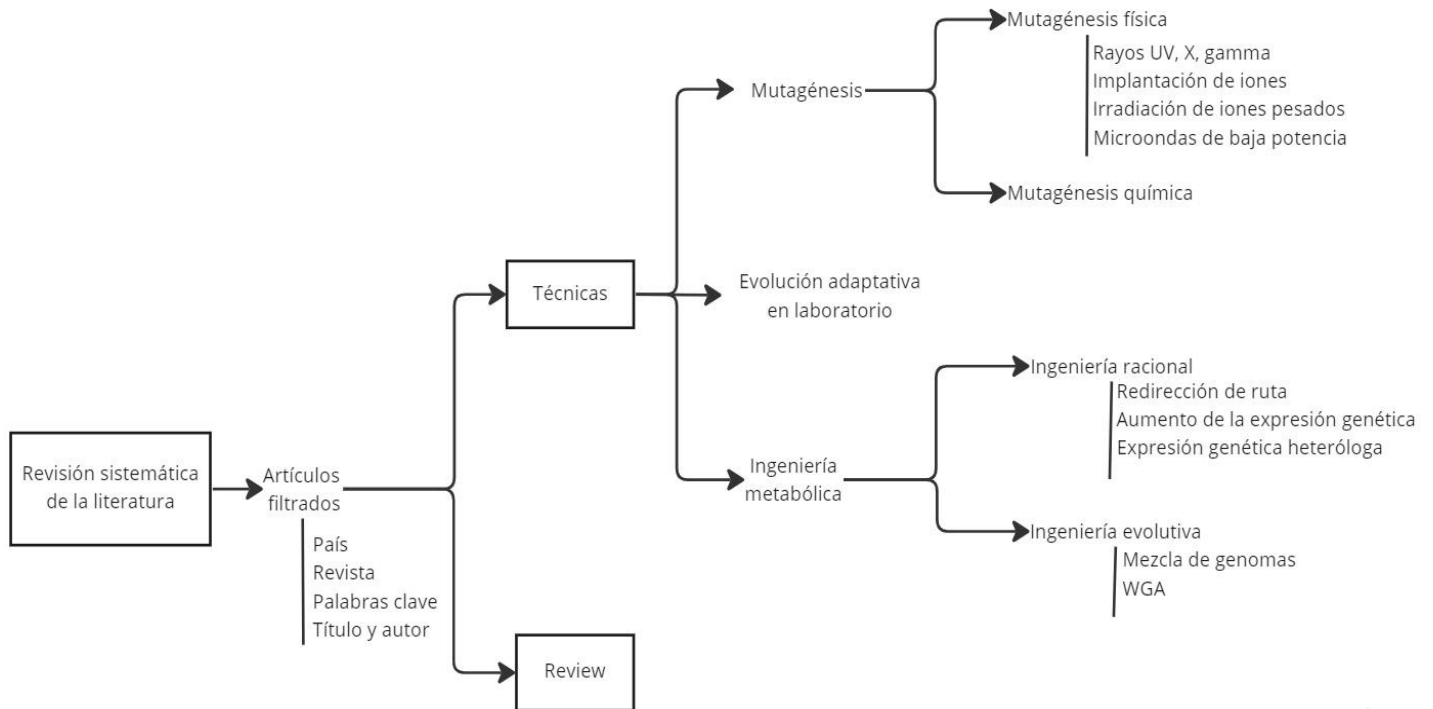 Revisión sistemática
de la literatura
Artículos
filtrados
País
Revista
Palabras clave
Título y autor
Técnicas
Mutagénesis
Mutagénesis física
Rayos UV, X, gamma
Implantación de iones
Irradiación de iones pesados
Microondas de baja potencia
Mutagénesis química
Evolución adaptativa
en laboratorio
Ingeniería
metabólica
Ingeniería racional
Redirección de ruta
Aumento de la expresión genética
Expresión genética heteróloga
Ingeniería evolutiva
Mezcla de genomas
WGA
Review